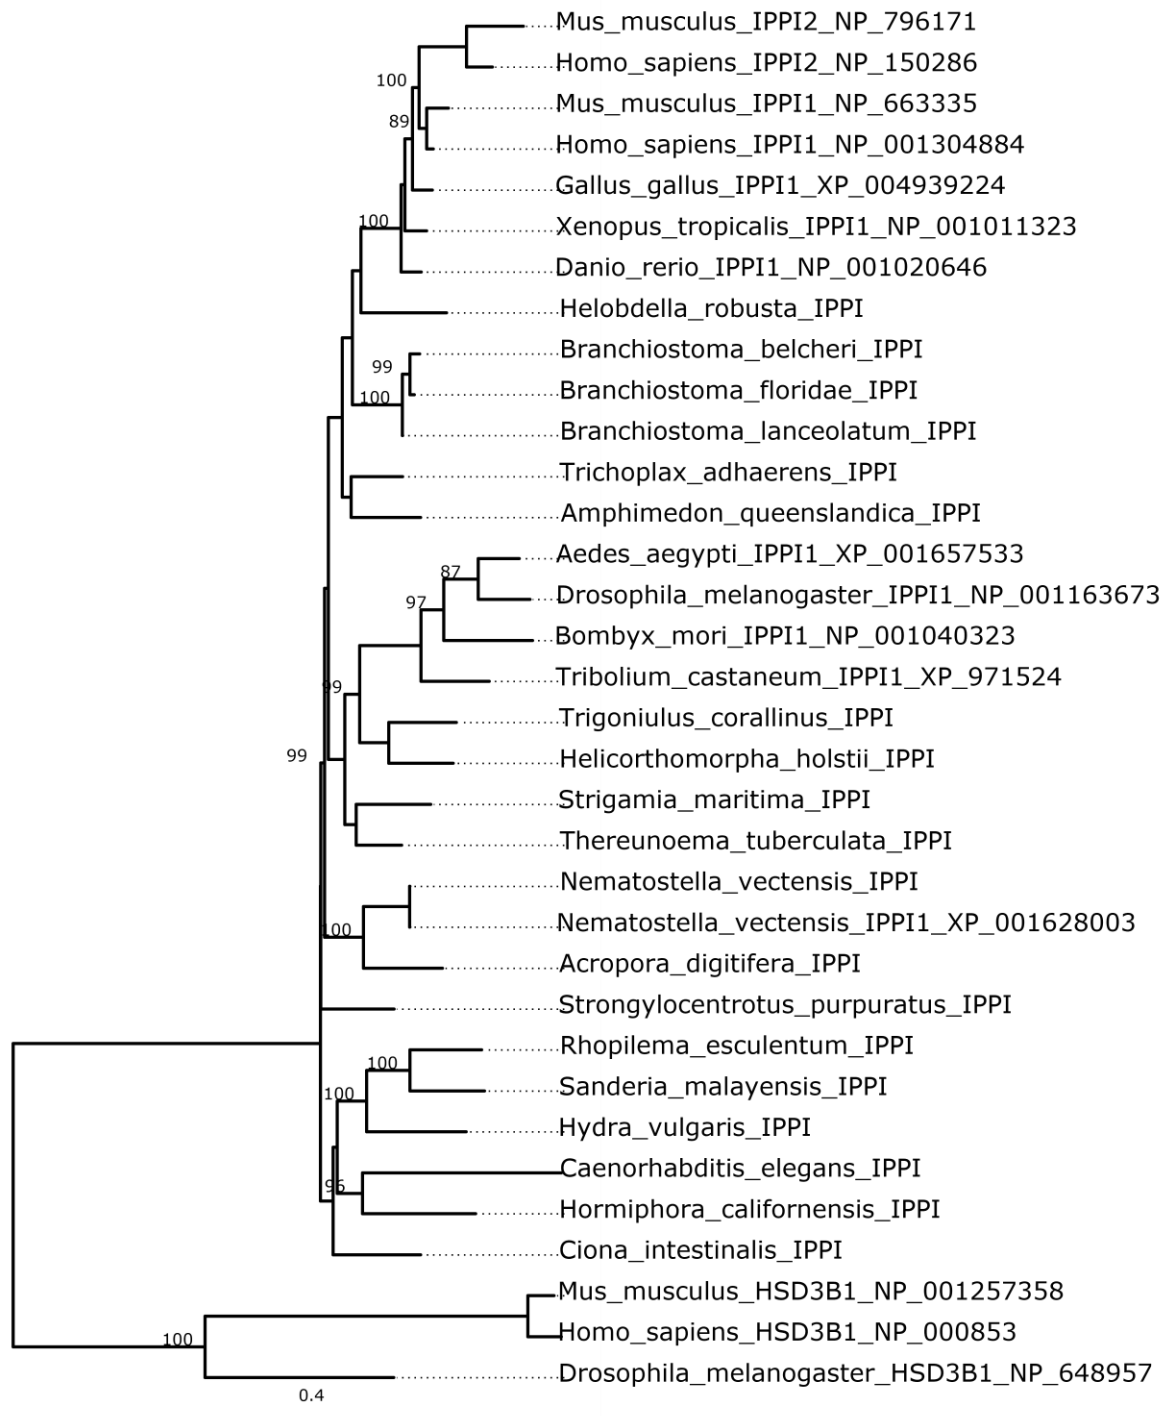 Mus_musculus_IPPI2_NP_796171
Homo_sapiens_IPPI2_NP_150286
100
Mus_musculus_IPPI1_NP_663335
89
Homo_sapiens_IPPI1_NP_001304884
Gallus_gallus_IPPI1_XP_004939224
100
Xenopus_tropicalis_IPPI1_NP_001011323
Danio_rerio_IPPI1_NP_001020646
Helobdella_robusta_IPPI
Branchiostoma_belcheri_IPPI
99
Branchiostoma_floridae_IPPI
100
Branchiostoma_lanceolatum_IPPI
Trichoplax_adhaerens_IPPI
Amphimedon_queenslandica_IPPI
Aedes_aegypti_IPPI1_XP_001657533
87
Drosophila_melanogaster_IPPI1_NP_001163673
97
Bombyx_mori_IPPI1_NP_001040323
Tribolium_castaneum_IPPI1_XP_971524
99
Trigoniulus_corallinus_IPPI
99
Helicorthomorpha_holstii_IPPI
Strigamia_maritima_IPPI
Thereunoema_tuberculata_IPPI
Nematostella_vectensis_IPPI
Nematostella_vectensis_IPPI1_XP_001628003
100
Acropora_digitifera_IPPI
Strongylocentrotus_purpuratus_IPPI
Rhopilema_esculentum_IPPI
100
Sanderia_malayensis_IPPI
100
Hydra_vulgaris_IPPI
Caenorhabditis_elegans_IPPI
96
Hormiphora_californensis_IPPI
Ciona_intestinalis_IPPI
Mus_musculus_HSD3B1_NP_001257358
Homo_sapiens_HSD3B1_NP_000853
100
Drosophila_melanogaster_HSD3B1_NP_648957
0.4